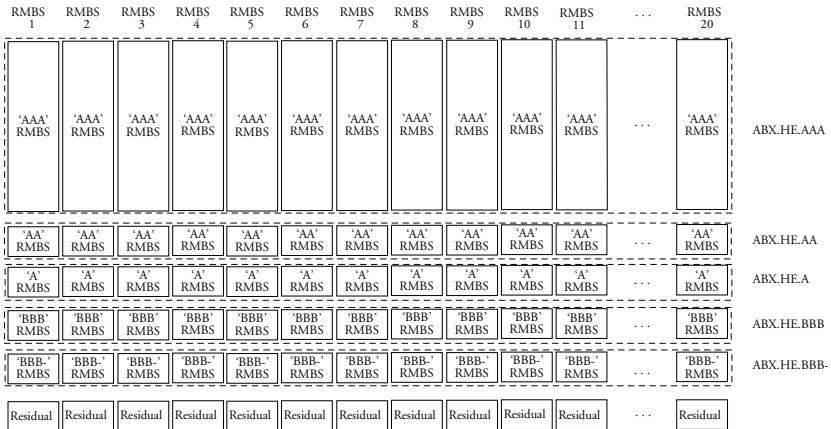 RMBS RMBS RMBS RMBS RMBS RMBS RMBS RMBS RMBS RMBS RMBS . . . RMBS
1 2 3 4 5 6 7 8 9 10 11 20
‘AAA’ ‘AAA’ ‘AAA’ ‘AAA’ ‘AAA’ ‘AAA’ ‘AAA’ ‘AAA’ ‘AAA’ ‘AAA’ ‘AAA’ ‘AAA’
RMBS RMBS RMBS RMBS RMBS RMBS RMBS RMBS RMBS RMBS RMBS . . . RMBS ABX.HE.AAA
‘AA’ ‘AA’ ‘AA’ ‘AA’ ‘AA’ ‘AA’ ‘AA’ ‘AA’ ‘AA’ ‘AA’ ‘AA’ ‘AA’
RMBS RMBS RMBS RMBS RMBS RMBS RMBS RMBS RMBS RMBS RMBS . . . RMBS ABX.HE.AA
‘A’ ‘A’ ‘A’ ‘A’ ‘A’ ‘A’ ‘A’ ‘A’ ‘A’ ‘A’ ‘A’ ‘A’
RMBS RMBS RMBS RMBS RMBS RMBS RMBS RMBS RMBS RMBS RMBS . . . RMBS ABX.HE.A
‘BBB’ ‘BBB’ ‘BBB’ ‘BBB’ ‘BBB’ ‘BBB’ ‘BBB’ ‘BBB’ ‘BBB’ ‘BBB’ ‘BBB’ ‘BBB’
RMBS RMBS RMBS RMBS RMBS RMBS RMBS RMBS RMBS RMBS RMBS . . . RMBS ABX.HE.BBB
‘BBB-’ ‘BBB-’ ‘BBB-’ ‘BBB-’ ‘BBB-’ ‘BBB-’ ‘BBB-’ ‘BBB-’ ‘BBB-’ ‘BBB-’ ‘BBB-’ ‘BBB-’
RMBS RMBS RMBS RMBS RMBS RMBS RMBS RMBS RMBS RMBS RMBS . . . RMBS ABX.HE.BBB-
Residual Residual Residual Residual Residual Residual Residual Residual Residual Residual Residual . . . Residual